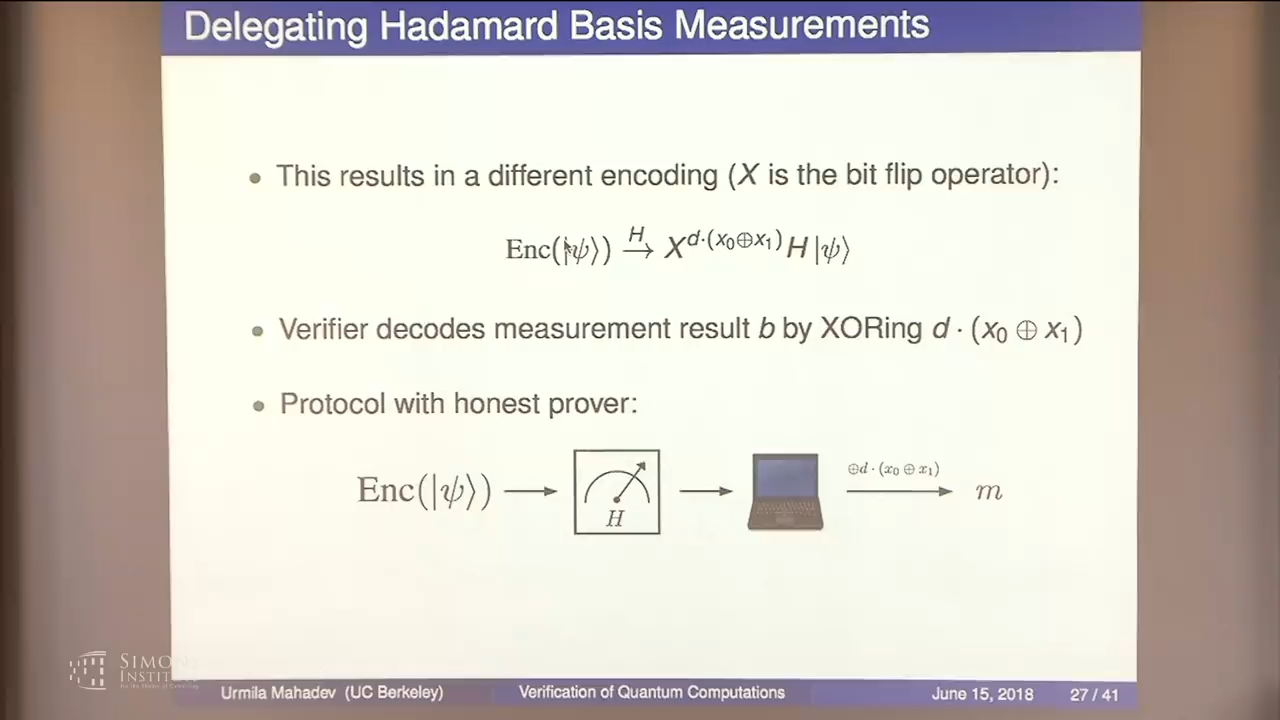 Delegating Hadamard Basis Measurements
• This results in a different encoding (X is the bit flip operator):
Enc(|ψ⟩) →^H X^{d·(x₀⊕x₁)} H |ψ⟩
• Verifier decodes measurement result b by XORing d · (x₀ ⊕ x₁)
• Protocol with honest prover:
⊕d · (x₀ ⊕ x₁)
Enc(|ψ⟩) → H → → m
SIMONS
INSTITUTE
Urmila Mahadev (UC Berkeley) Verification of Quantum Computations June 15, 2018 27 / 41